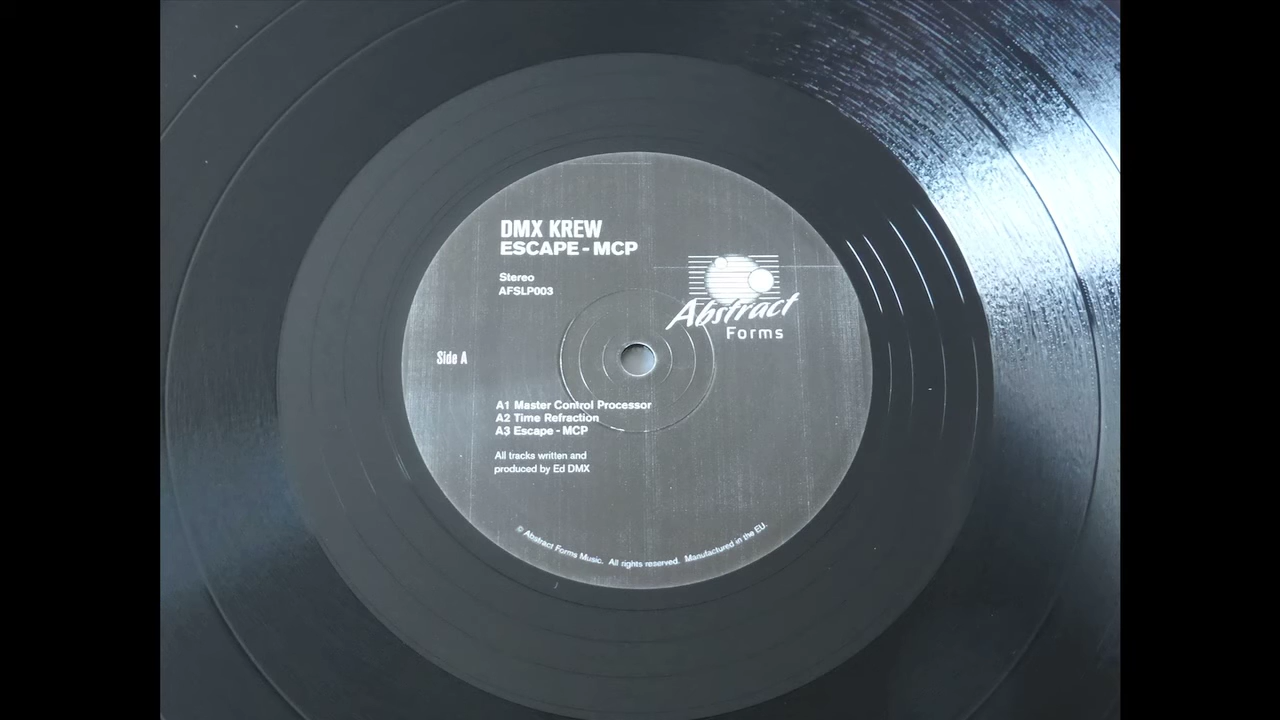 DMX KREW
ESCAPE - MCP
Stereo
AFSLP003
Abstract
Forms
Side A
A1 Master Control Processor
A2 Time Refraction
A3 Escape - MCP
All tracks written and
produced by Ed DMX
© Abstract Forms Music. All rights reserved. Manufactured in the EU.